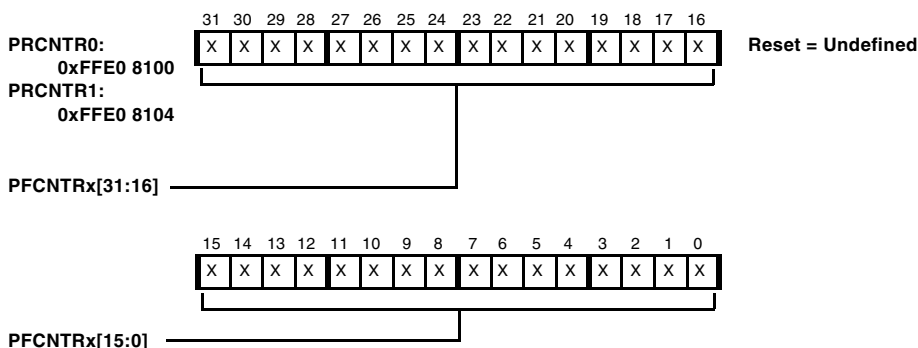 31 30 29 28 27 26 25 24 23 22 21 20 19 18 17 16
PRCNTR0: X X X X X X X X X X X X X X X X Reset = Undefined
0xFFE0 8100
PRCNTR1:
0xFFE0 8104
PFCNTRx[31:16]
15 14 13 12 11 10 9 8 7 6 5 4 3 2 1 0
X X X X X X X X X X X X X X X X
PFCNTRx[15:0]